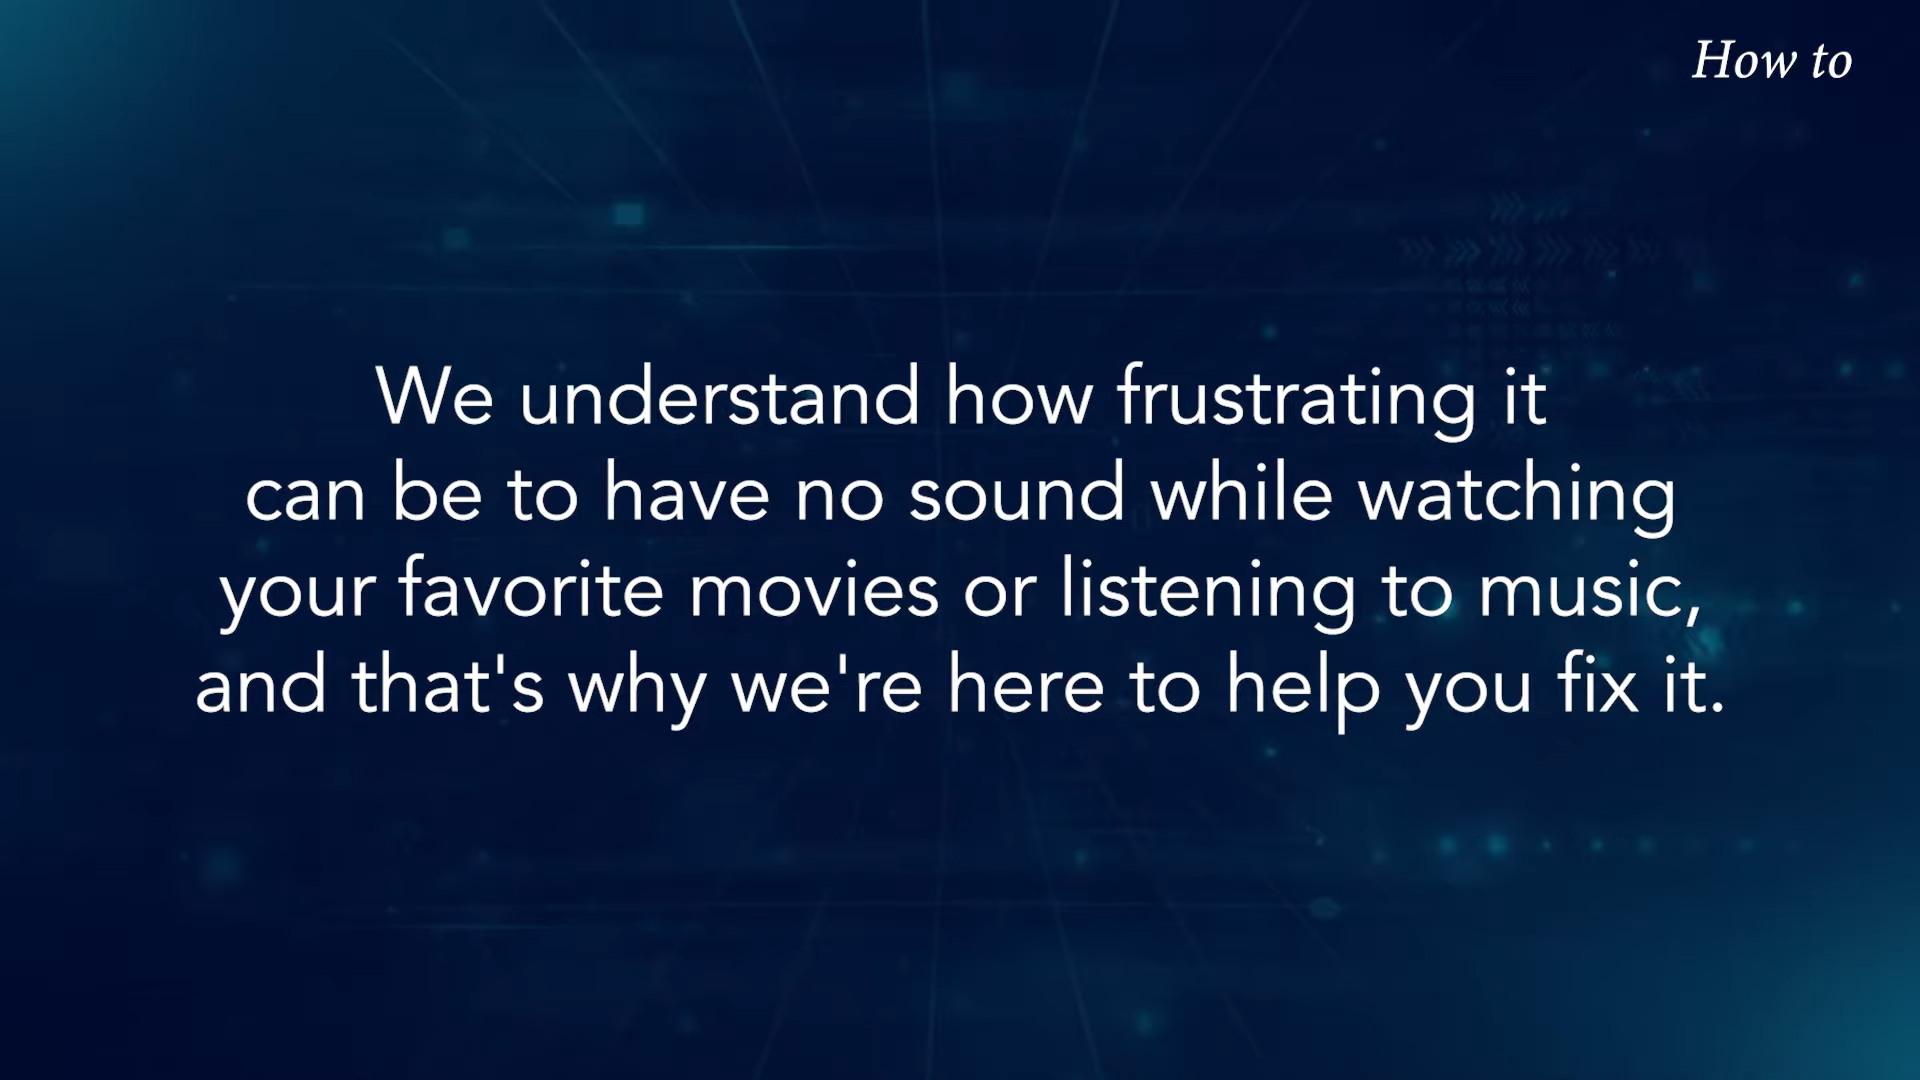 How to
We understand how frustrating it
can be to have no sound while watching
your favorite movies or listening to music,
and that's why we're here to help you fix it.